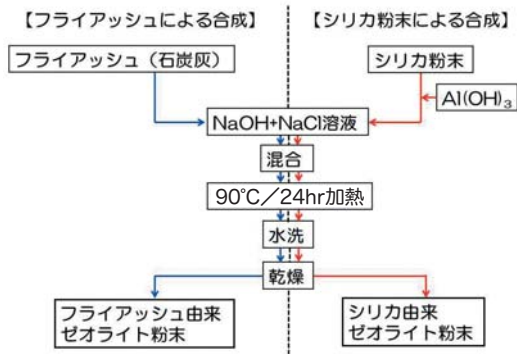 【フライアッシュによる合成】
【シリカ粉末による合成】
フライアッシュ（石炭灰）
シリカ粉末
Al(OH)₃
NaOH+NaCl溶液
混合
90℃／24hr加熱
水洗
乾燥
フライアッシュ由来
ゼオライト粉末
シリカ由来
ゼオライト粉末